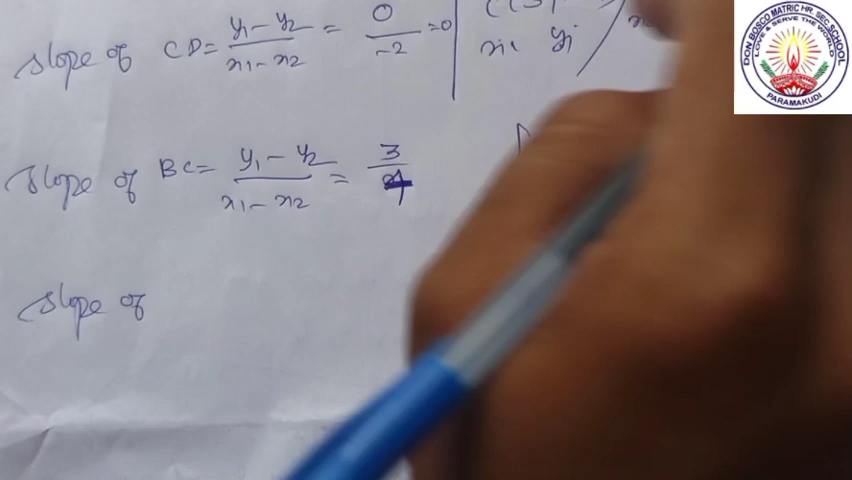 slope of CD = y1 - y2 / x1 - x2 = 0 / -2 = 0
x1 y1
slope of BC = y1 - y2 / x1 - x2 = 3 / 4
slope of
DON BOSCO MATRIC HR. SEC. SCHOOL
LOVE & SERVE THE WORLD
PARAMAKUDI